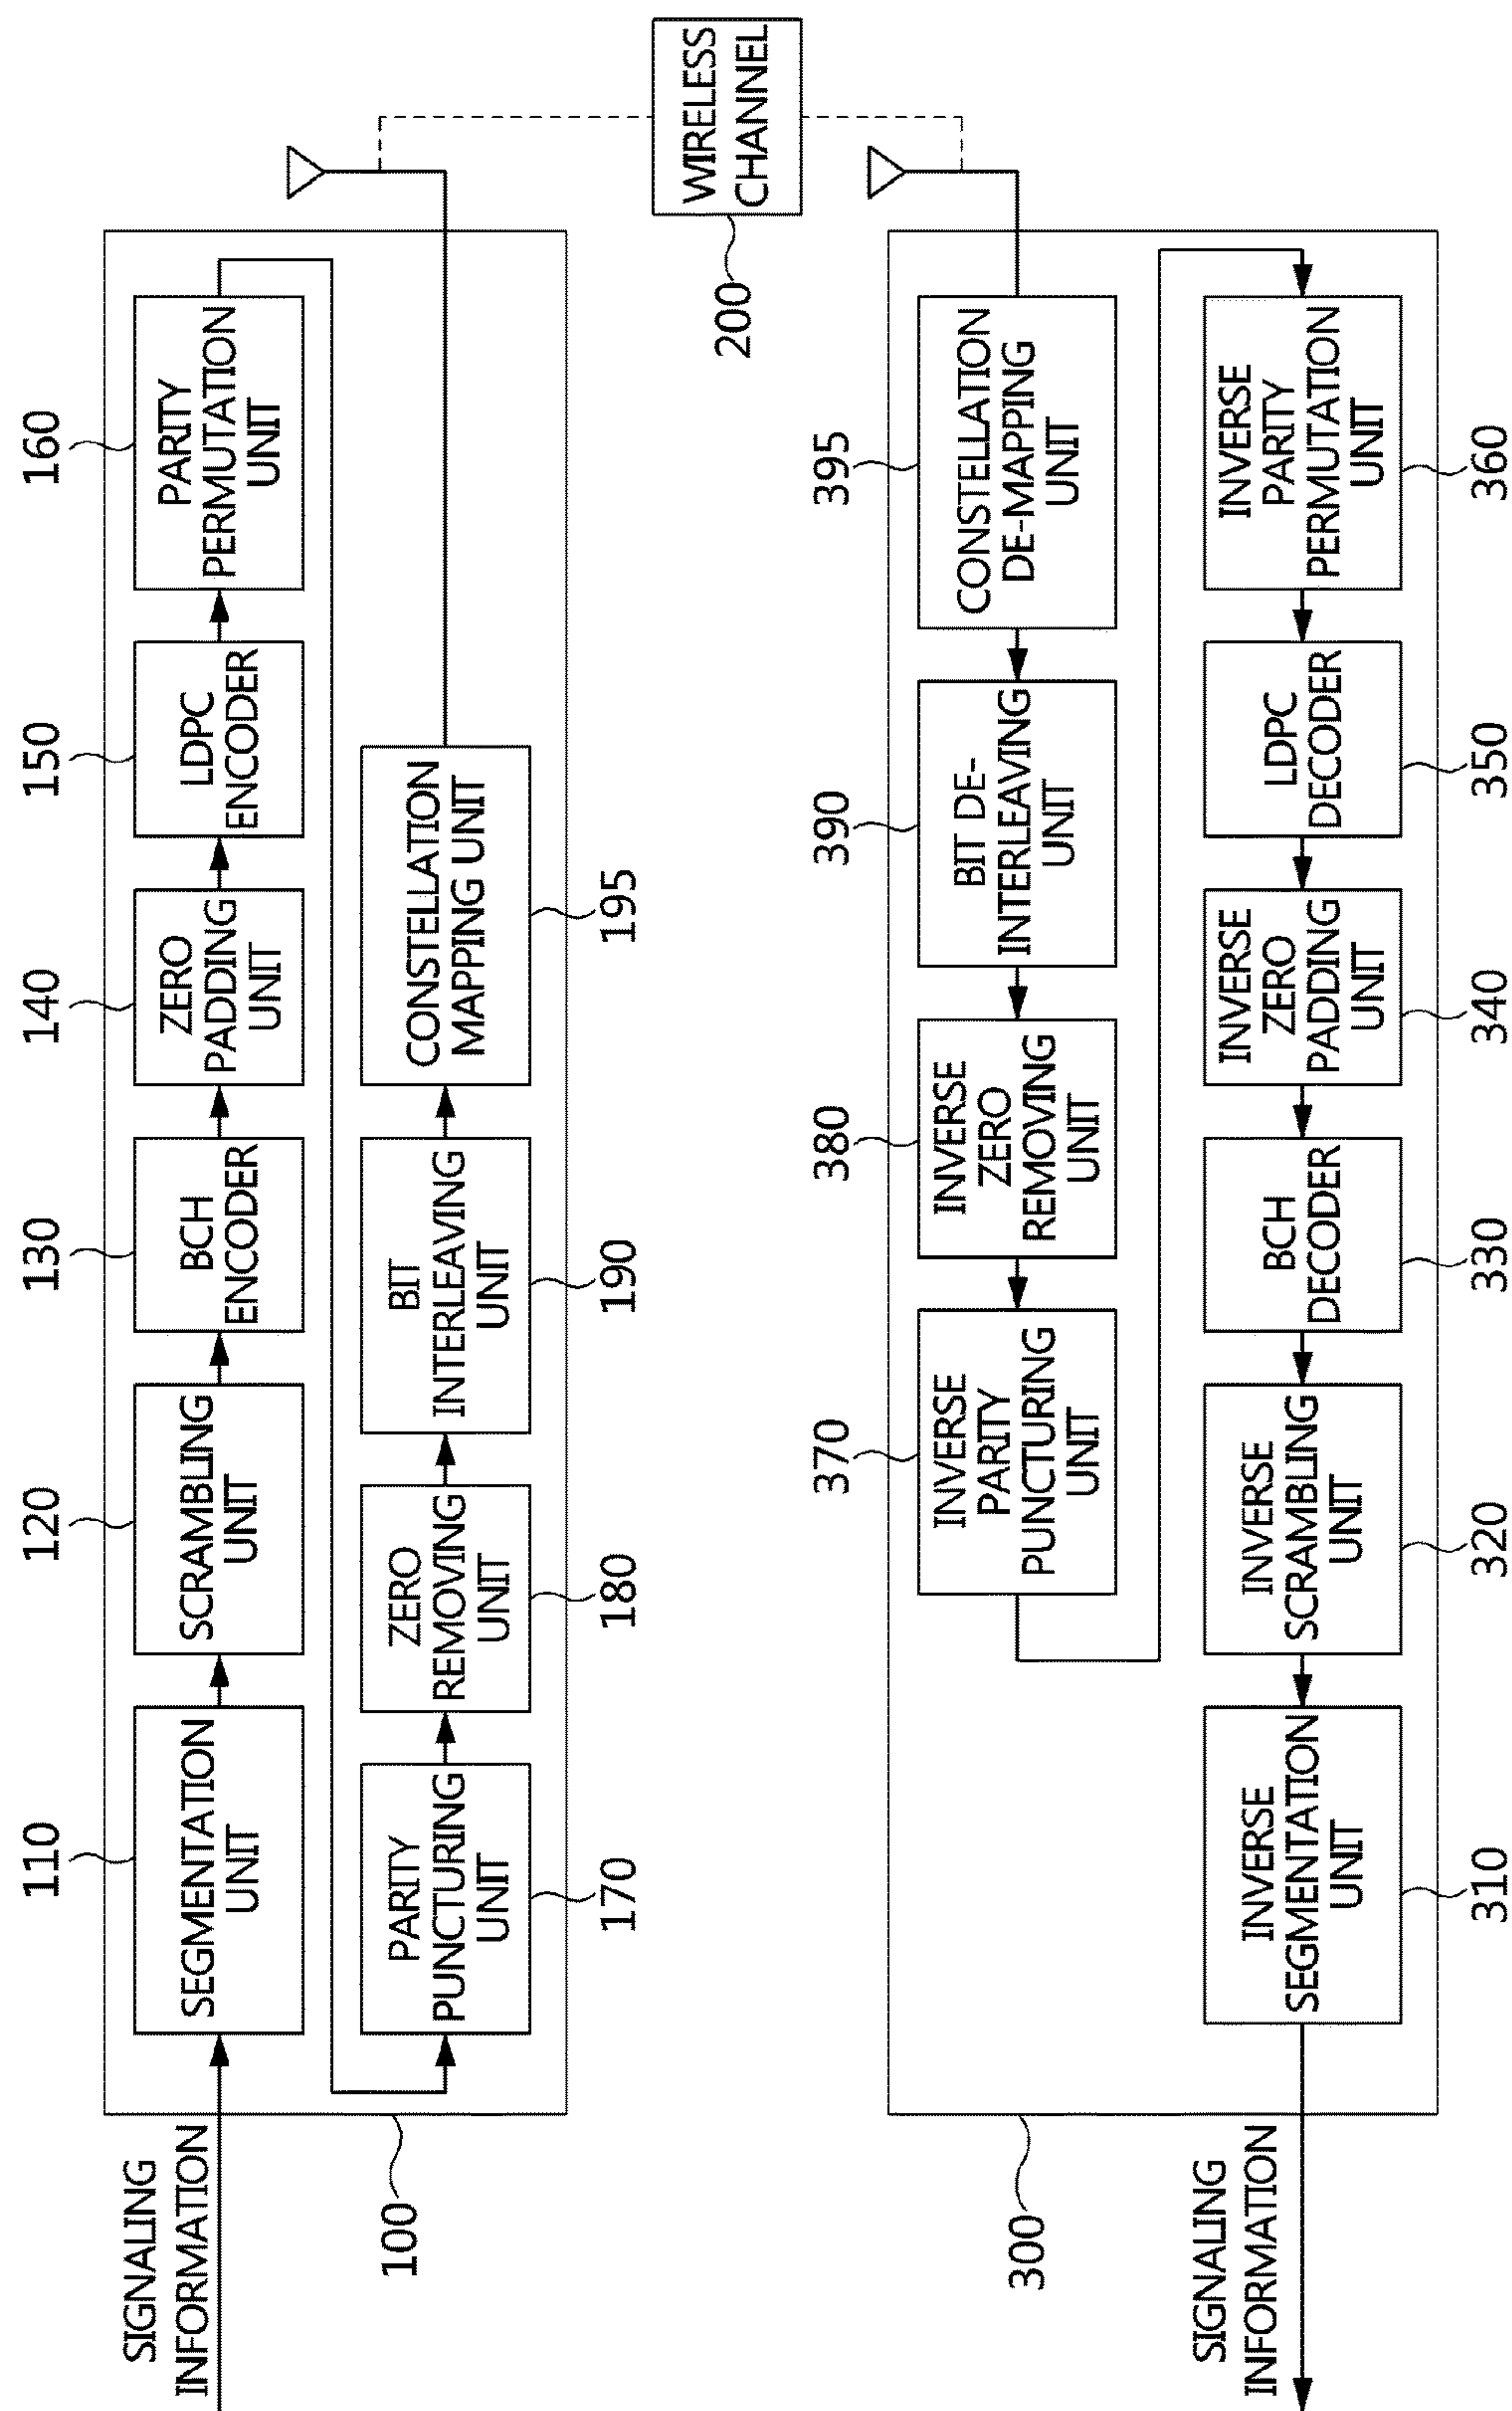 SIGNALING
INFORMATION
110
SEGMENTATION
UNIT
120
SCRAMBLING
UNIT
130
BCH
ENCODER
140
ZERO
PADDING
UNIT
150
LDPC
ENCODER
160
PARITY
PERMUTATION
UNIT
100
PARITY
PUNCTURING
UNIT
170
ZERO
REMOVING
UNIT
180
BIT
INTERLEAVING
UNIT
190
CONSTELLATION
MAPPING UNIT
195
WIRELESS
CHANNEL
200
300
370
INVERSE
PARITY
PUNCTURING
UNIT
380
INVERSE
ZERO
REMOVING
UNIT
390
BIT DE-
INTERLEAVING
UNIT
395
CONSTELLATION
DE-MAPPING
UNIT
SIGNALING
INFORMATION
INVERSE
SEGMENTATION
UNIT
310
INVERSE
SCRAMBLING
UNIT
320
BCH
DECODER
330
INVERSE
ZERO
PADDING
UNIT
340
LDPC
DECODER
350
INVERSE
PARITY
PERMUTATION
UNIT
360